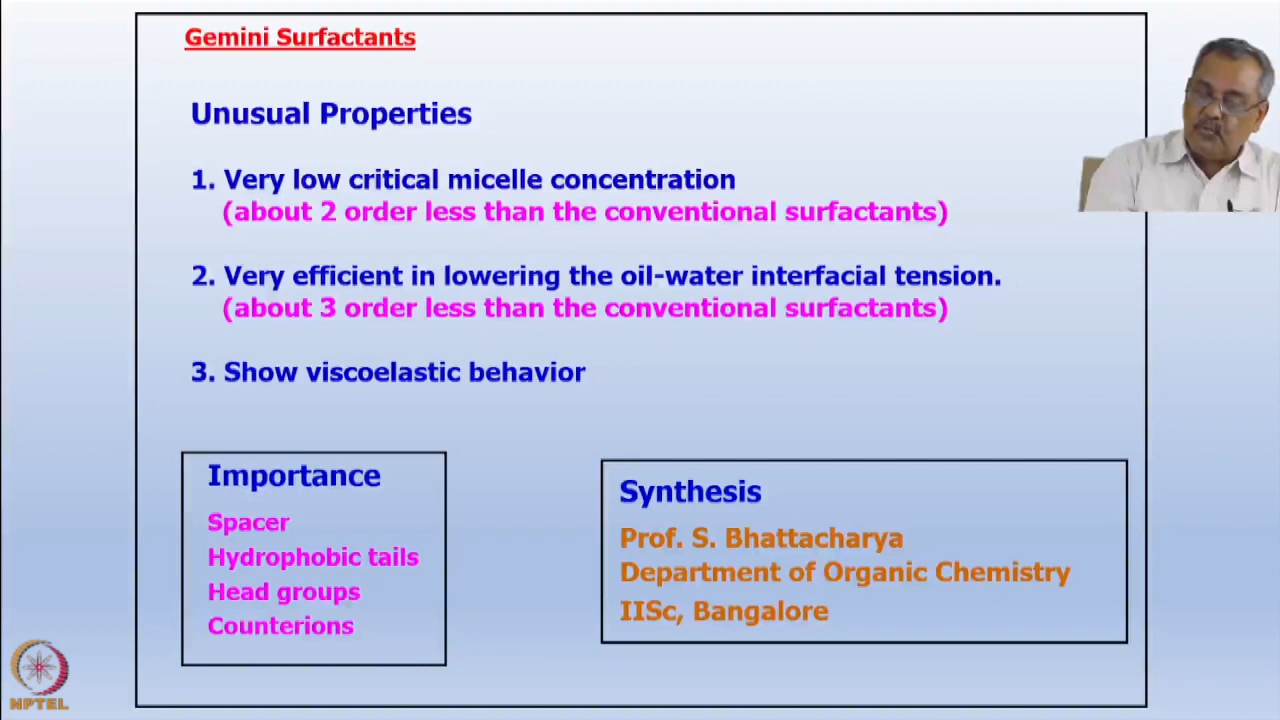 Gemini Surfactants
Unusual Properties
1. Very low critical micelle concentration
(about 2 order less than the conventional surfactants)
2. Very efficient in lowering the oil-water interfacial tension.
(about 3 order less than the conventional surfactants)
3. Show viscoelastic behavior
Importance
Spacer
Hydrophobic tails
Head groups
Counterions
Synthesis
Prof. S. Bhattacharya
Department of Organic Chemistry
IISc, Bangalore
NPTEL